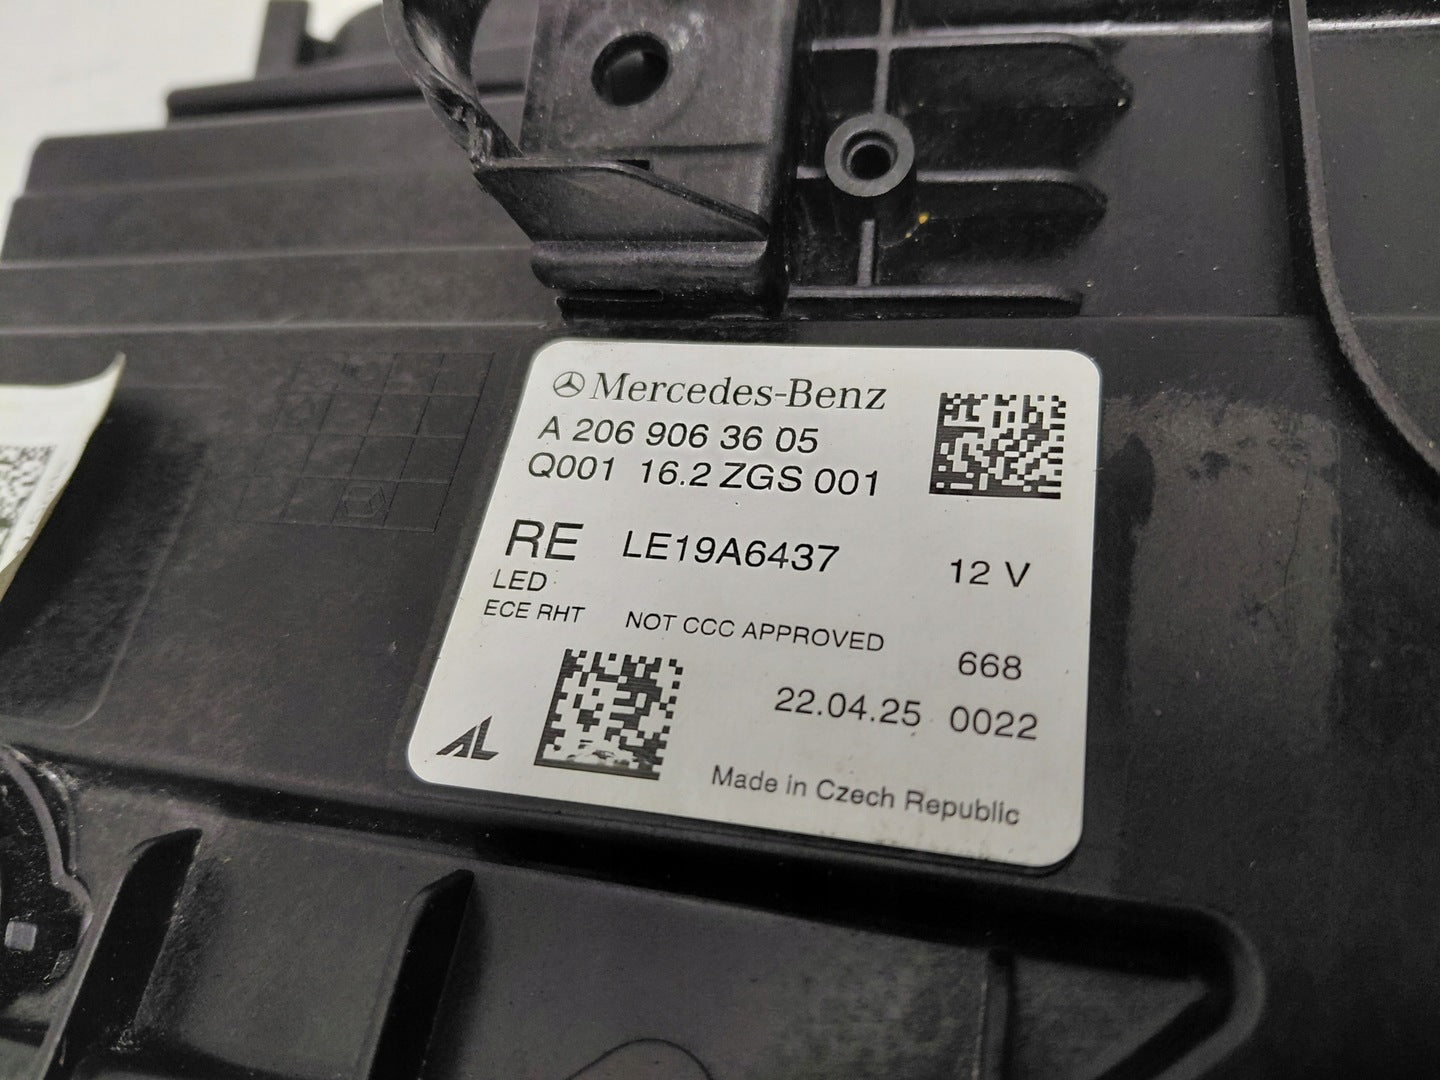 Mercedes-Benz
A 206 906 36 05
Q001 16.2 ZGS 001
RE LE19A6437 12 V
LED
ECE RHT NOT CCC APPROVED
668
22.04.25 0022
AL
Made in Czech Republic